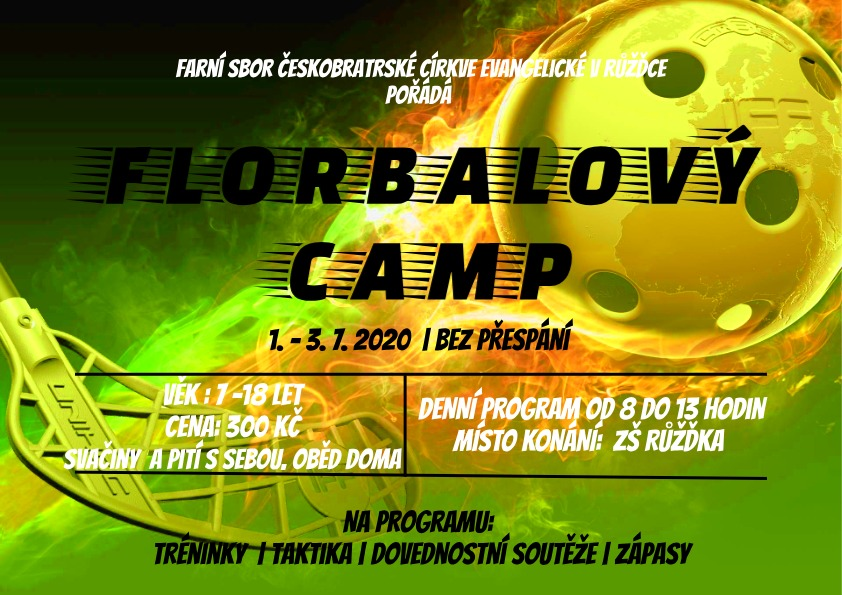 FARNÍ SBOR ČESKOBRATRSKÉ CÍRKVE EVANGELICKÉ V RŮŽĎCE
POŘÁDÁ
FLORBALOVÝ
CAMP
1. - 3. 7. 2020 | BEZ PŘESPÁNÍ
VĚK : 7 -18 LET
CENA: 300 KČ
SVAČINY A PITÍ S SEBOU. OBĚD DOMA
DENNÍ PROGRAM OD 8 DO 13 HODIN
MÍSTO KONÁNÍ: ZŠ RŮŽĎKA
NA PROGRAMU:
TRÉNINKY | TAKTIKA | DOVEDNOSTNÍ SOUTĚŽE | ZÁPASY